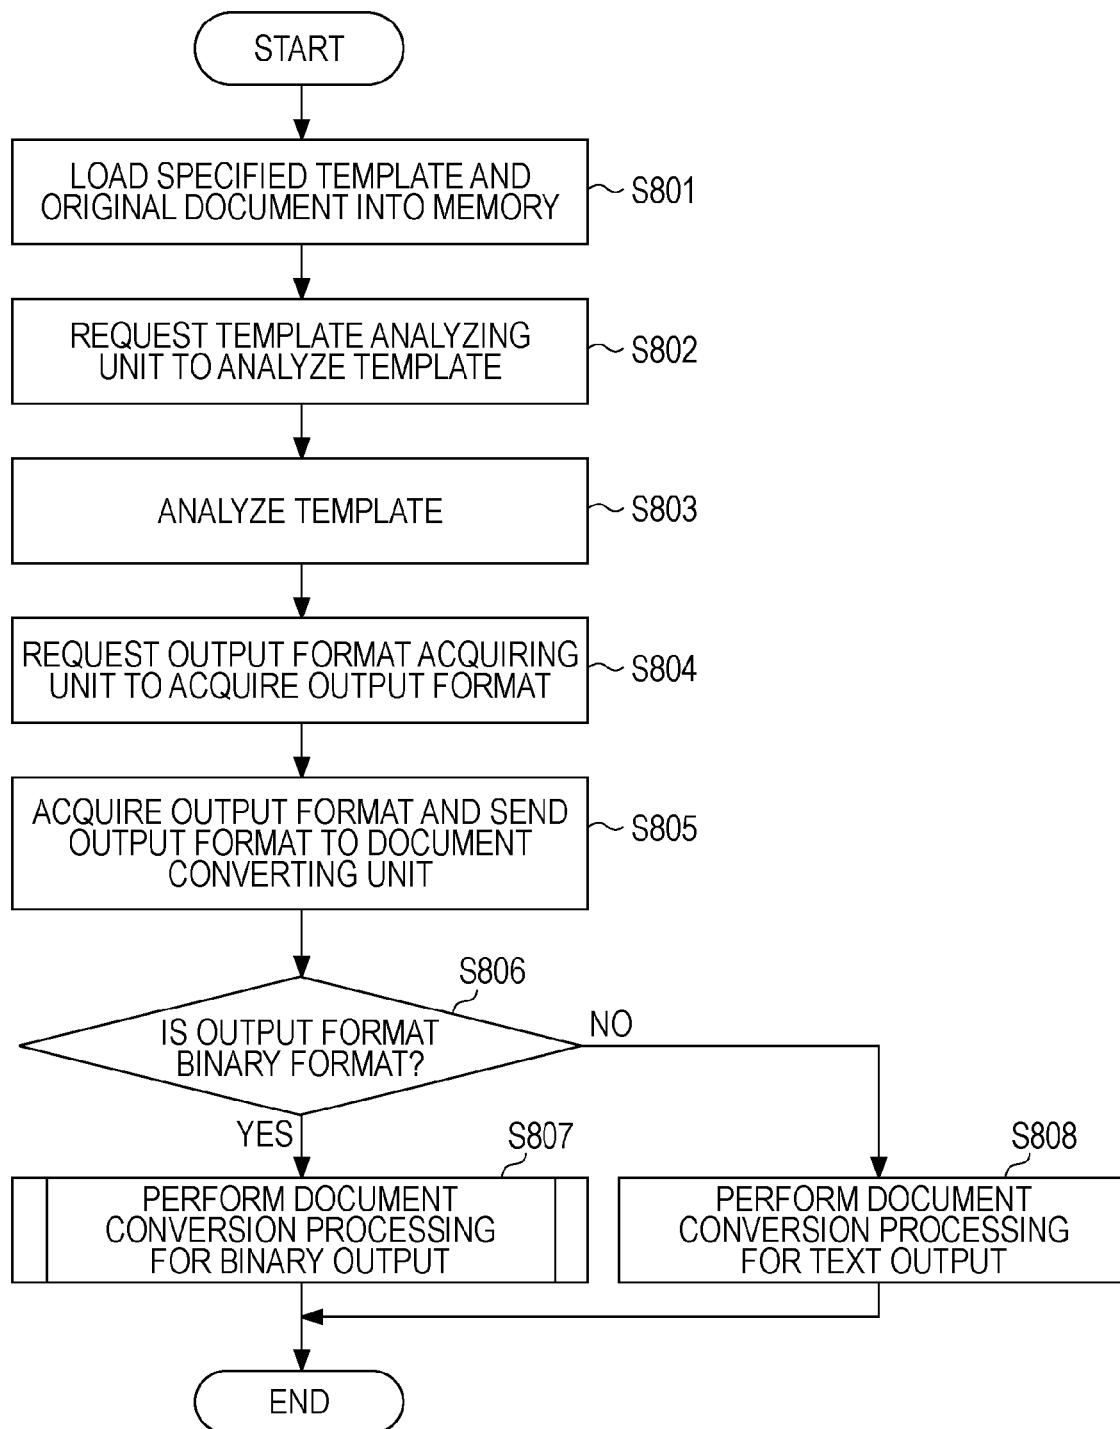 START
LOAD SPECIFIED TEMPLATE AND
ORIGINAL DOCUMENT INTO MEMORY
S801
REQUEST TEMPLATE ANALYZING
UNIT TO ANALYZE TEMPLATE
S802
ANALYZE TEMPLATE
S803
REQUEST OUTPUT FORMAT ACQUIRING
UNIT TO ACQUIRE OUTPUT FORMAT
S804
ACQUIRE OUTPUT FORMAT AND SEND
OUTPUT FORMAT TO DOCUMENT
CONVERTING UNIT
S805
S806
IS OUTPUT FORMAT
BINARY FORMAT?
NO
YES
S807
PERFORM DOCUMENT
CONVERSION PROCESSING
FOR BINARY OUTPUT
S808
PERFORM DOCUMENT
CONVERSION PROCESSING
FOR TEXT OUTPUT
END